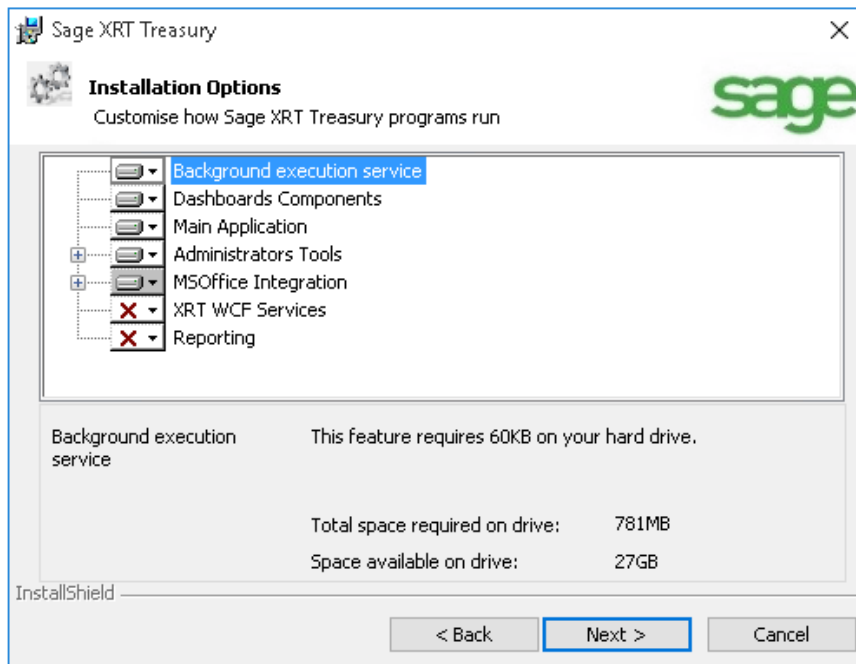 Sage XRT Treasury
Installation Options
Customise how Sage XRT Treasury programs run
sage
Background execution service
Dashboards Components
Main Application
Administrators Tools
MSOffice Integration
XRT WCF Services
Reporting
Background execution service
This feature requires 60KB on your hard drive.
Total space required on drive: 781MB
Space available on drive: 27GB
InstallShield
< Back Next > Cancel